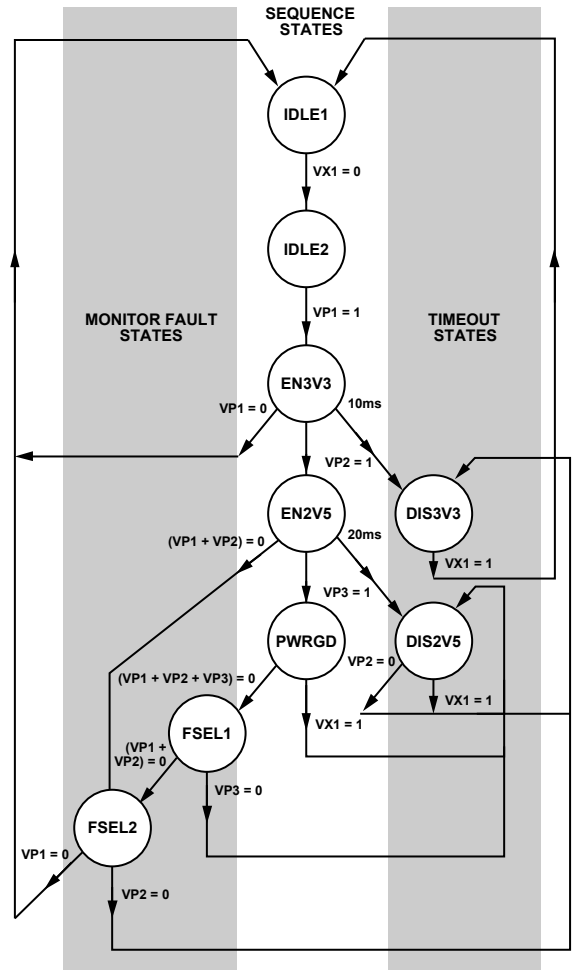 SEQUENCE
STATES
IDLE1
VX1 = 0
IDLE2
MONITOR FAULT
STATES
VP1 = 1
TIMEOUT
STATES
EN3V3
VP1 = 0
10ms
VP2 = 1
EN2V5
DIS3V3
(VP1 + VP2) = 0
20ms
VX1 = 1
VP3 = 1
PWRGD
DIS2V5
VP2 = 0
(VP1 + VP2 + VP3) = 0
VX1 = 1
VX1 = 1
FSEL1
(VP1 +
VP2) = 0
VP3 = 0
FSEL2
VP1 = 0
VP2 = 0